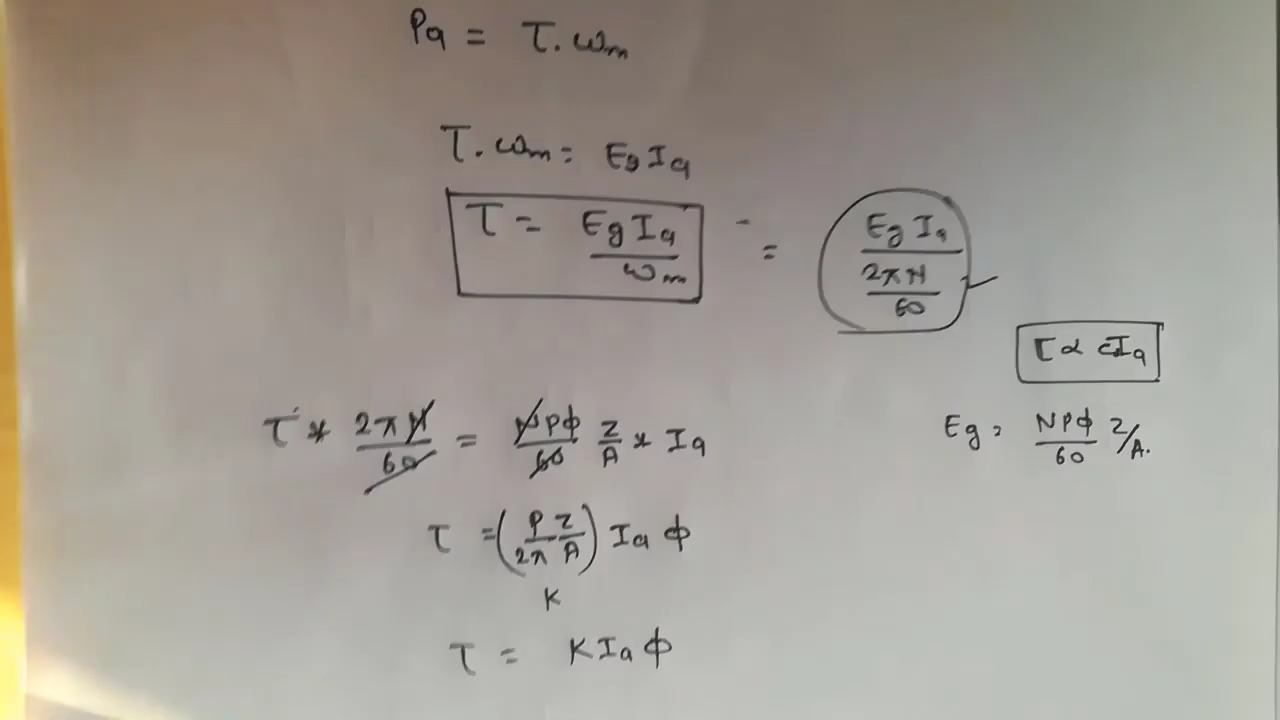 Pa = T. ωm
T. ωm = Eg Ia
T = Eg Ia / ωm = Eg Ia / (2πN / 60)
T ∝ Ia
T * 2πN / 60 = NPφ / 60 Z / A * Ia
Eg = NPφ / 60 Z/A.
T = (P / 2π Z / A) Ia φ
K
T = K Ia φ